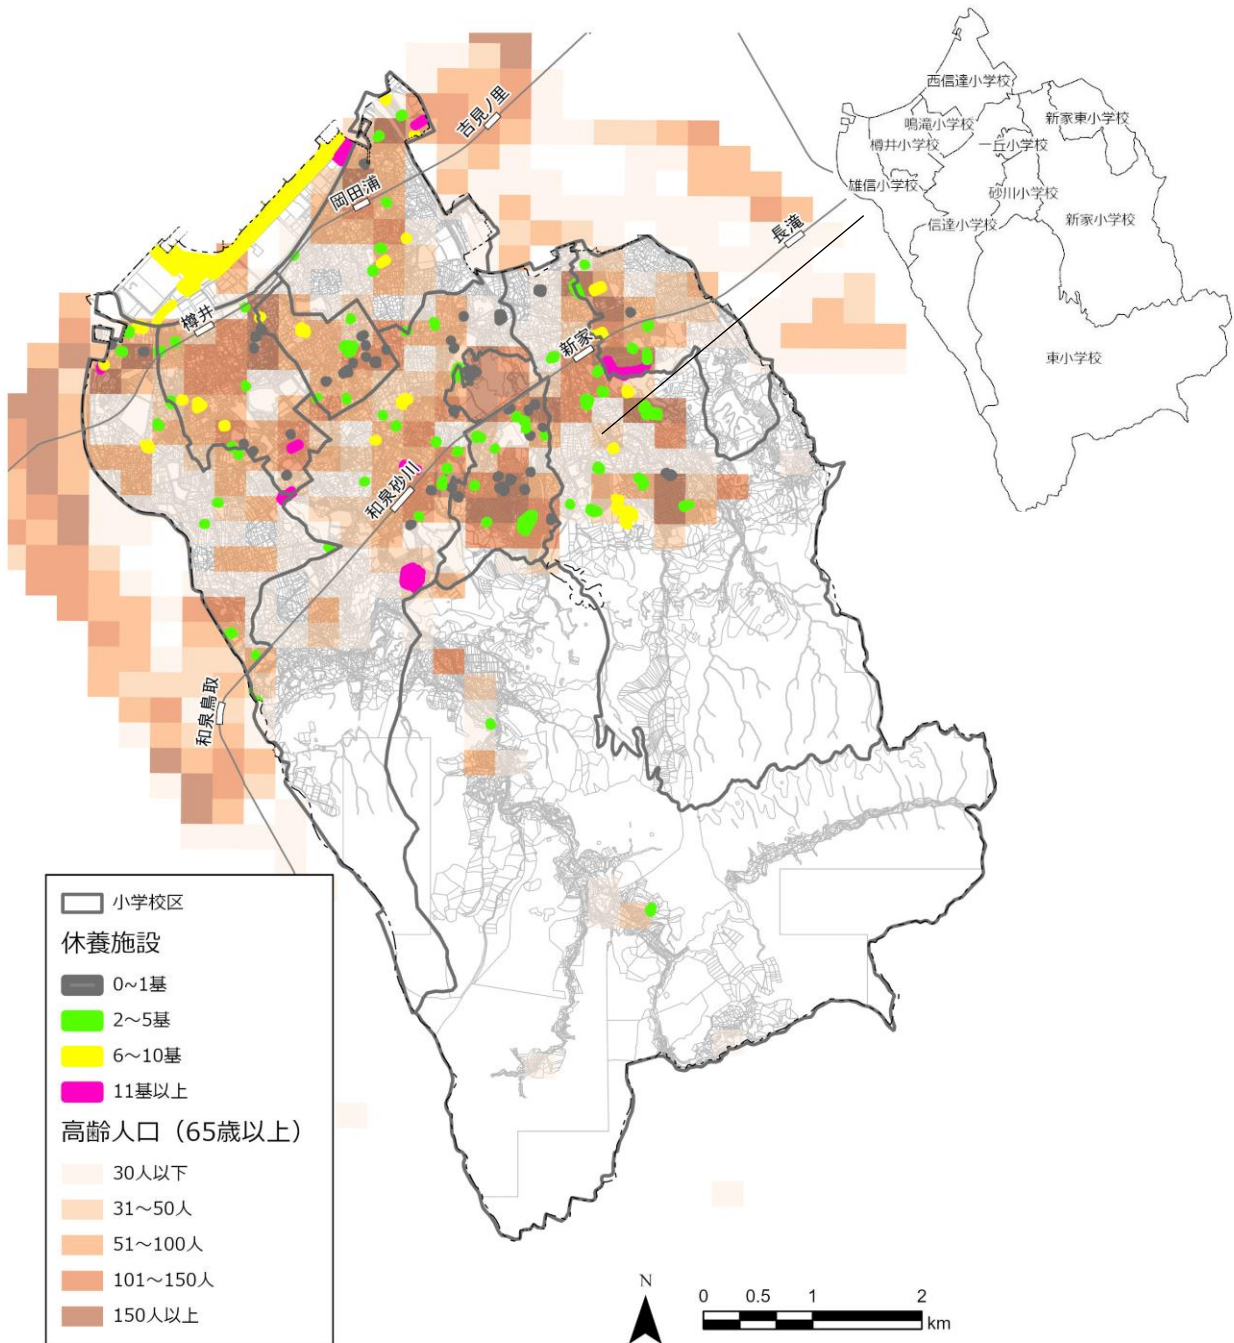 西信達小学校
鳴滝小学校
新家東小学校
樽井小学校
一丘小学校
雄信小学校
砂川小学校
信達小学校
新家小学校
東小学校
吉見ノ里
岡田浦
長滝
樽井
新家
和泉砂川
和泉鳥取
小学校区
休養施設
0~1基
2～5基
6～10基
11基以上
高齢人口（65歳以上）
30人以下
31～50人
51～100人
101～150人
150人以上
N
0 0.5 1 2
km